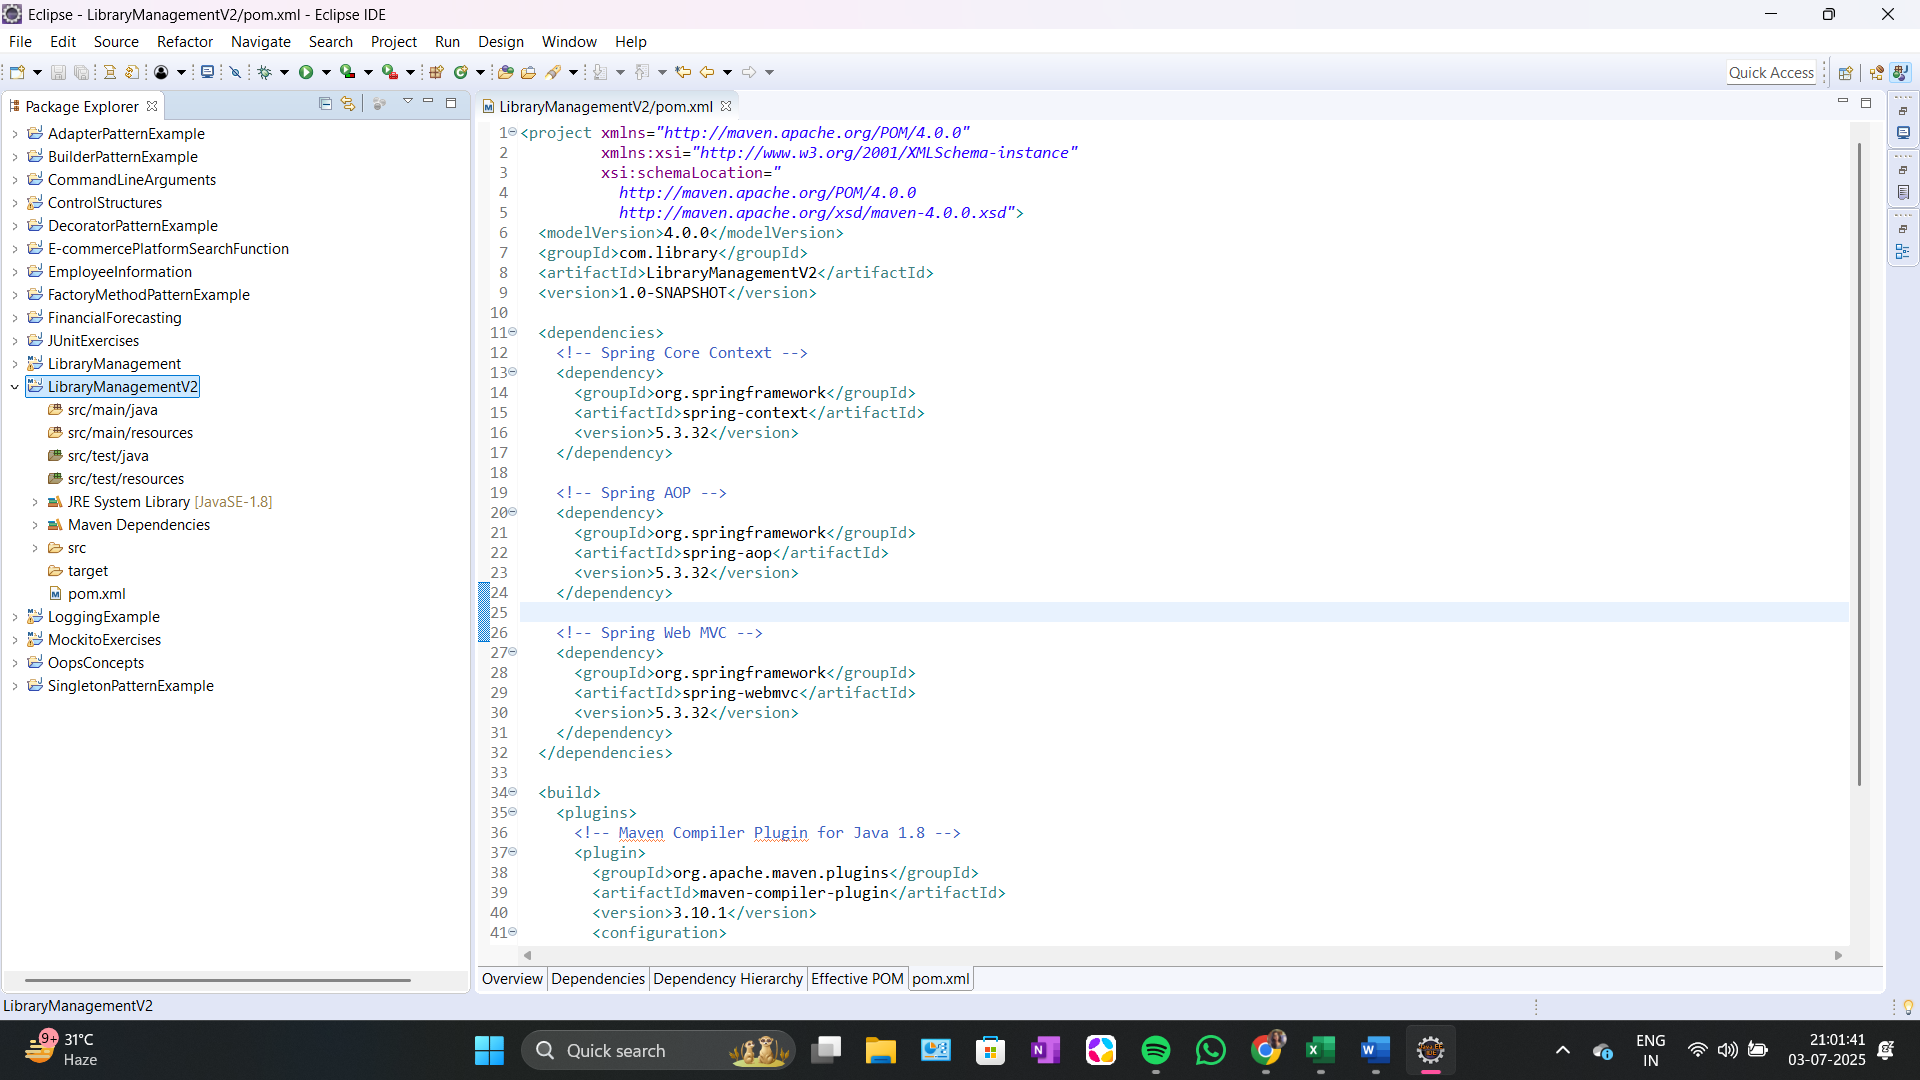 Eclipse - LibraryManagementV2/pom.xml - Eclipse IDE
File Edit Source Refactor Navigate Search Project Run Design Window Help
Quick Access
Package Explorer
AdapterPatternExample
BuilderPatternExample
CommandLineArguments
ControlStructures
DecoratorPatternExample
E-commercePlatformSearchFunction
EmployeeInformation
FactoryMethodPatternExample
FinancialForecasting
JUnitExercises
LibraryManagement
LibraryManagementV2
src/main/java
src/main/resources
src/test/java
src/test/resources
JRE System Library [JavaSE-1.8]
Maven Dependencies
src
target
pom.xml
LoggingExample
MockitoExercises
OopsConcepts
SingletonPatternExample
LibraryManagementV2/pom.xml
1 <project xmlns="http://maven.apache.org/POM/4.0.0"
2 xmlns:xsi="http://www.w3.org/2001/XMLSchema-instance"
3 xsi:schemaLocation="
4 http://maven.apache.org/POM/4.0.0
5 http://maven.apache.org/xsd/maven-4.0.0.xsd">
6 <modelVersion>4.0.0</modelVersion>
7 <groupId>com.library</groupId>
8 <artifactId>LibraryManagementV2</artifactId>
9 <version>1.0-SNAPSHOT</version>
10
11 <dependencies>
12 <!-- Spring Core Context -->
13 <dependency>
14 <groupId>org.springframework</groupId>
15 <artifactId>spring-context</artifactId>
16 <version>5.3.32</version>
17 </dependency>
18
19 <!-- Spring AOP -->
20 <dependency>
21 <groupId>org.springframework</groupId>
22 <artifactId>spring-aop</artifactId>
23 <version>5.3.32</version>
24 </dependency>
25
26 <!-- Spring Web MVC -->
27 <dependency>
28 <groupId>org.springframework</groupId>
29 <artifactId>spring-webmvc</artifactId>
30 <version>5.3.32</version>
31 </dependency>
32 </dependencies>
33
34 <build>
35 <plugins>
36 <!-- Maven Compiler Plugin for Java 1.8 -->
37 <plugin>
38 <groupId>org.apache.maven.plugins</groupId>
39 <artifactId>maven-compiler-plugin</artifactId>
40 <version>3.10.1</version>
41 <configuration>
Overview Dependencies Dependency Hierarchy Effective POM pom.xml
LibraryManagementV2
9+ 31°C
Haze
Quick search
ENG
IN
21:01:41
03-07-2025